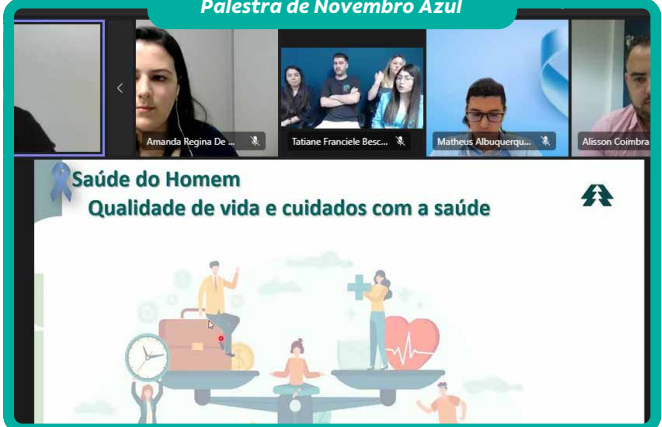 Palestra de Novembro Azul
Amanda Regina De ...
Tatiane Franciele Besc...
Matheus Albuquerqu...
Alisson Coimbra
Saúde do Homem
Qualidade de vida e cuidados com a saúde